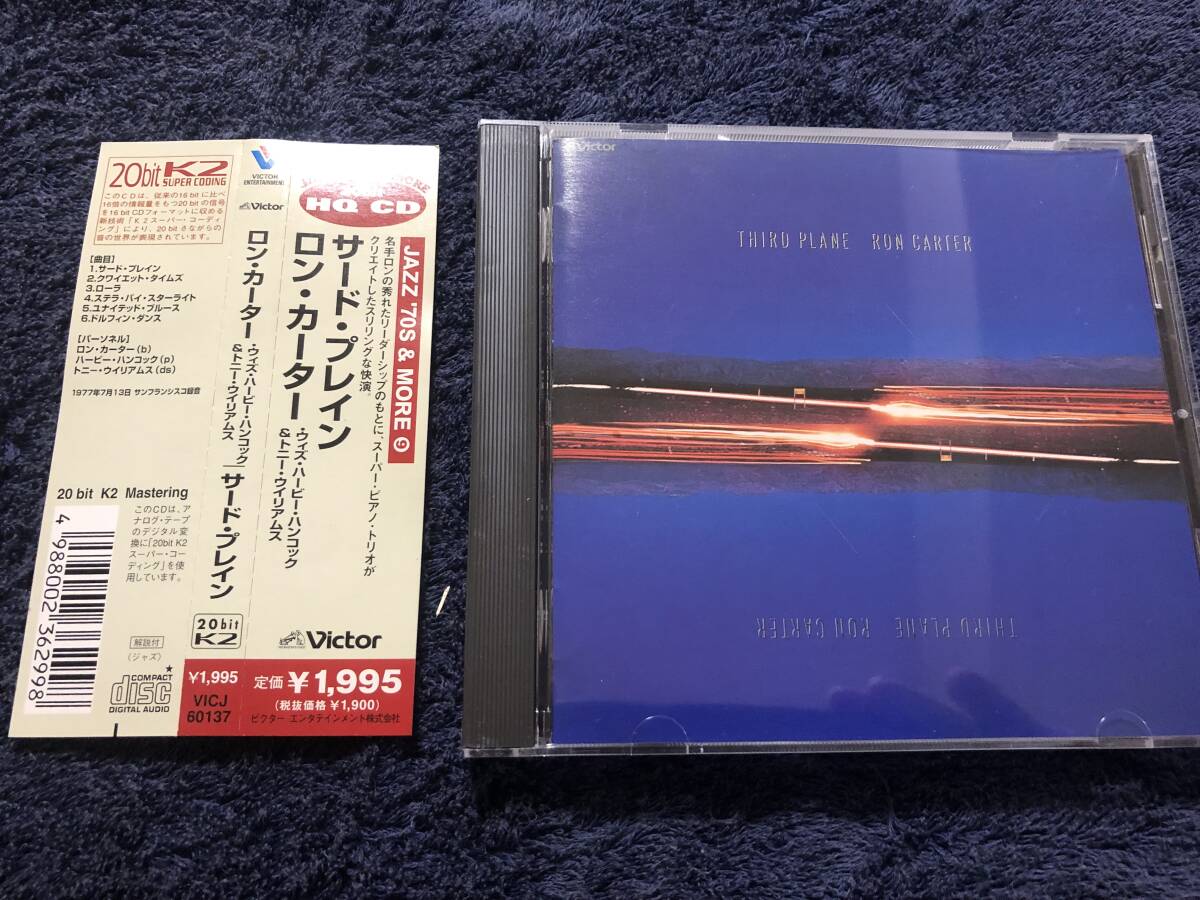 20bit K2
SUPER CODING
このCDは、従来の16 bit に比べ
16倍の情報量をもつ20 bit の信号
を16 bit CDフォーマットに収める
新技術「K2スーパー・コーディ
ング」により、20 bit さながらの
音の世界が表現されています。
【曲目】
1.サード・プレイン
2.クワイエット・タイムズ
3.ローラ
4.ステラ・バイ・スターライト
5.ユナイテッド・ブルース
6.ドルフィン・ダンス
【パーソネル】
ロン・カーター(b)
ハービー・ハンコック(p)
トニー・ウイリアムス(ds)
1977年7月13日 サンフランシスコ録音
20 bit K2 Mastering
このCDは、ア
ナログ・テープ
のデジタル変
換に「20bit K2
スーパー・コー
ディング」を使
用しています。
4 988002 362998
解説付
(ジャズ)
COMPACT
disc
DIGITAL AUDIO
VICTOR
ENTERTAINMENT
Victor
ロン・カーター
・ウィズ・ハービー・ハンコック
&トニー・ウイリアムス
サード・プレイン
20bit
K2
¥1,995
VICJ
60137
HQ CD
JAZZ '70S & MORE 9
名手ロンの秀れたリーダーシップのもとに、スーパー・ピアノ・トリオが
クリエイトしたスリリングな快演。
サード・プレイン
ロン・カーター
・ウィズ・ハービー・ハンコック
&トニー・ウイリアムス
Victor
定価 ¥1,995
(税抜価格 ¥1,900)
ビクター エンタテインメント株式会社
Victor
THIRD PLANE RON CARTER
THIRD PLANE RON CARTER